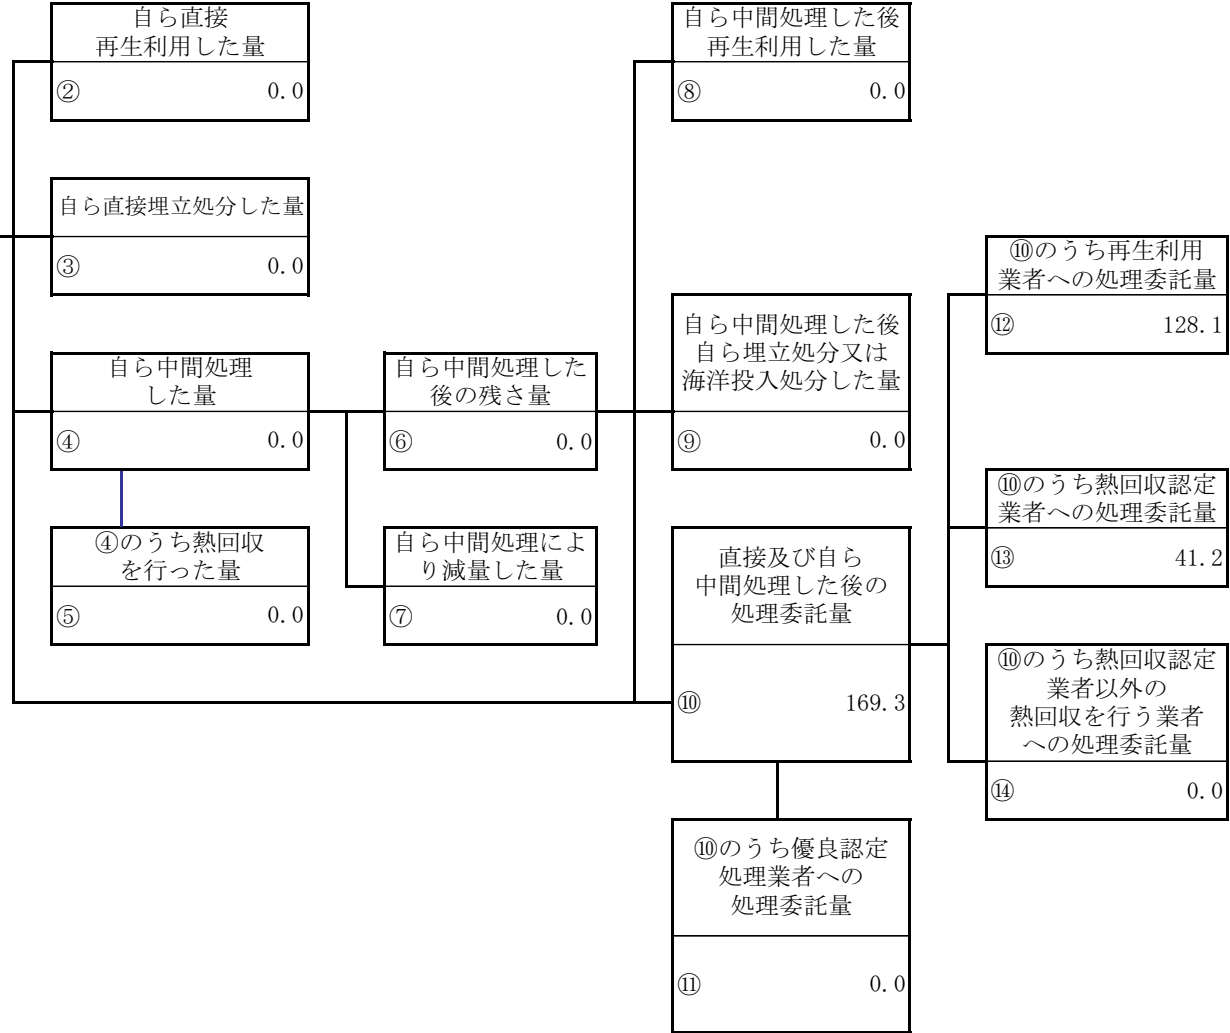 自ら直接
再生利用した量
② 0.0
自ら直接埋立処分した量
③ 0.0
自ら中間処理
した量
④ 0.0
④のうち熱回収
を行った量
⑤ 0.0
自ら中間処理した
後の残さ量
⑥ 0.0
自ら中間処理によ
り減量した量
⑦ 0.0
自ら中間処理した後
再生利用した量
⑧ 0.0
自ら中間処理した後
自ら埋立処分又は
海洋投入処分した量
⑨ 0.0
直接及び自ら
中間処理した後の
処理委託量
⑩ 169.3
⑩のうち優良認定
処理業者への
処理委託量
⑪ 0.0
⑩のうち再生利用
業者への処理委託量
⑫ 128.1
⑩のうち熱回収認定
業者への処理委託量
⑬ 41.2
⑩のうち熱回収認定
業者以外の
熱回収を行う業者
への処理委託量
⑭ 0.0